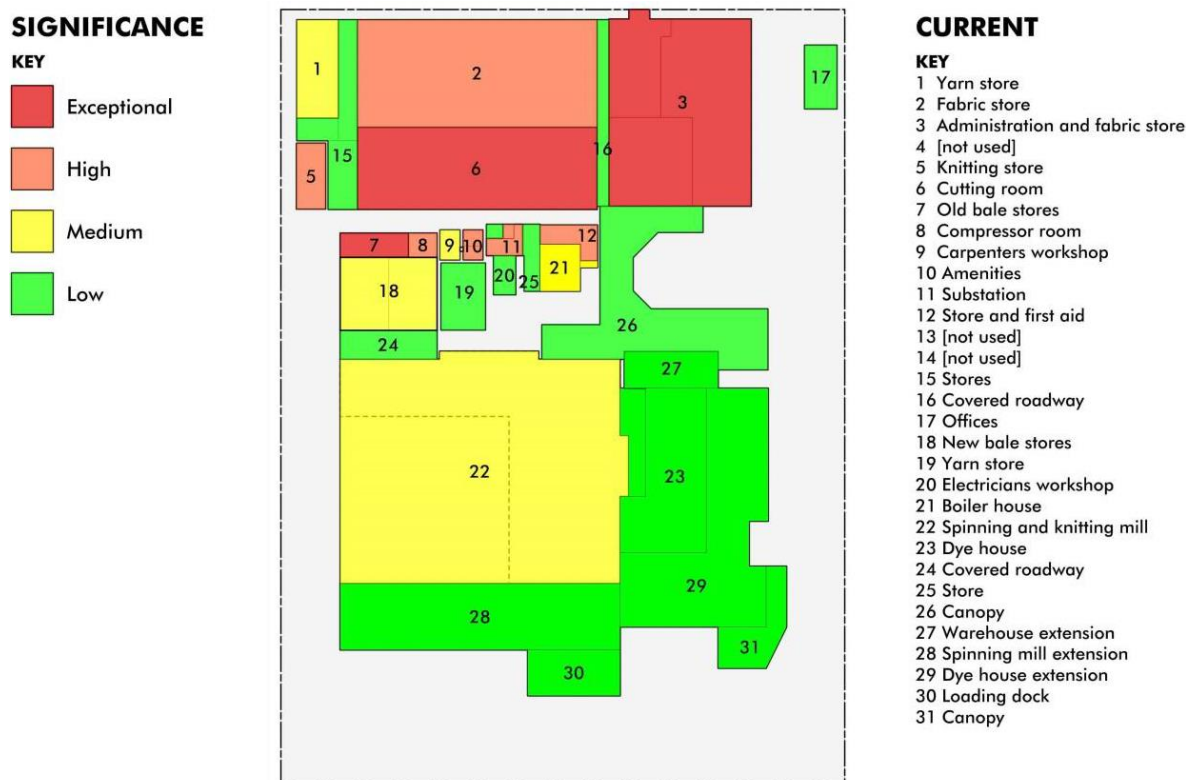 SIGNIFICANCE
KEY
Exceptional
High
Medium
Low
1
2
3
17
15
16
5
6
7
8
9
10
11
12
18
19
20
25
21
26
24
27
22
23
28
29
30
31
CURRENT
KEY
1 Yarn store
2 Fabric store
3 Administration and fabric store
4 [not used]
5 Knitting store
6 Cutting room
7 Old bale stores
8 Compressor room
9 Carpenters workshop
10 Amenities
11 Substation
12 Store and first aid
13 [not used]
14 [not used]
15 Stores
16 Covered roadway
17 Offices
18 New bale stores
19 Yarn store
20 Electricians workshop
21 Boiler house
22 Spinning and knitting mill
23 Dye house
24 Covered roadway
25 Store
26 Canopy
27 Warehouse extension
28 Spinning mill extension
29 Dye house extension
30 Loading dock
31 Canopy